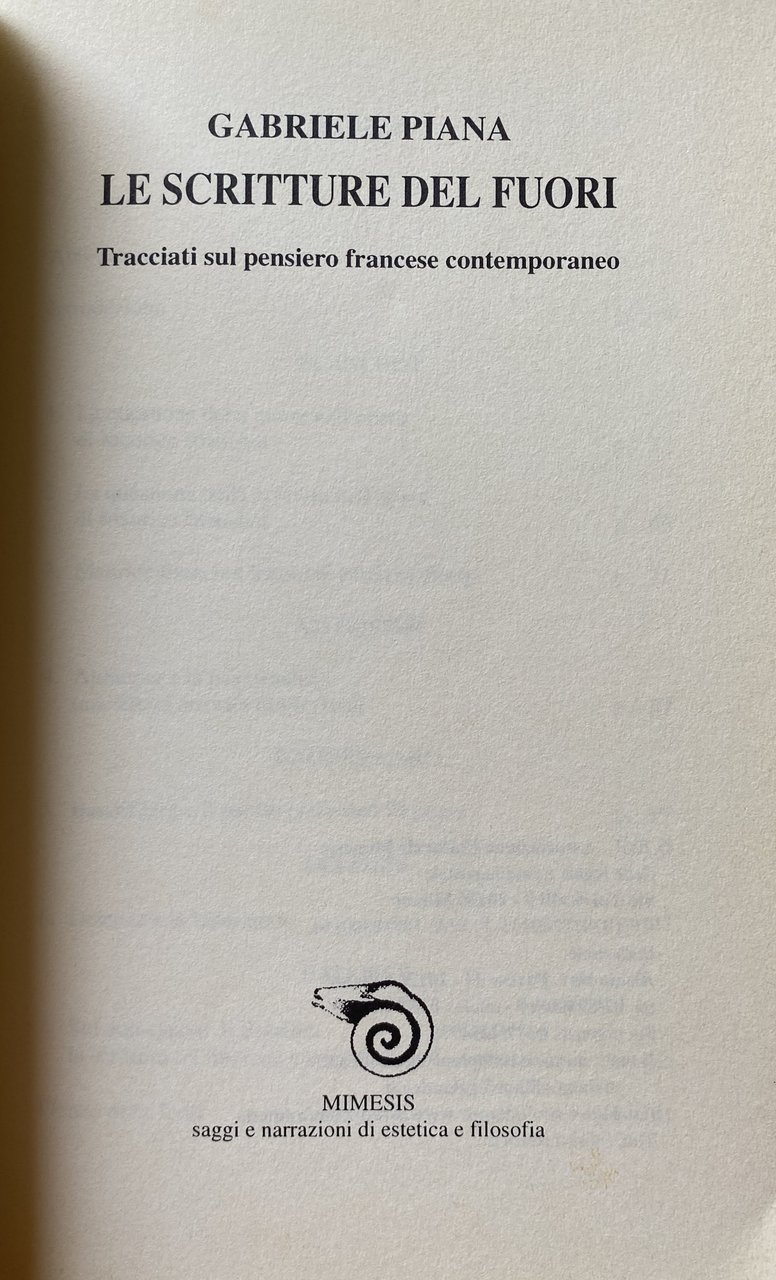 GABRIELE PIANA
LE SCRITTURE DEL FUORI
Tracciati sul pensiero francese contemporaneo
MIMESIS
saggi e narrazioni di estetica e filosofia